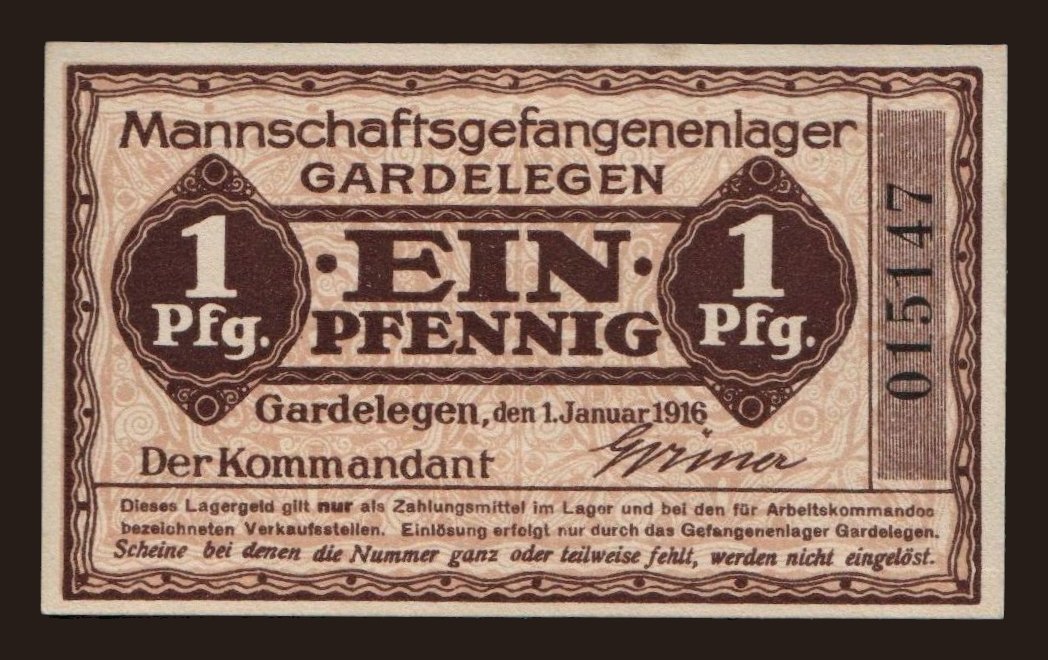 Mannschaftsgefangenenlager
GARDELEGEN
1
Pfg.
· EIN ·
PFENNIG
1
Pfg.
015147
Gardelegen, den 1. Januar 1916
Der Kommandant
Dieses Lagergeld gilt nur als Zahlungsmittel im Lager und bei den für Arbeitskommandos
bezeichneten Verkaufsstellen. Einlösung erfolgt nur durch das Gefangenenlager Gardelegen.
Scheine bei denen die Nummer ganz oder teilweise fehlt, werden nicht eingelöst.